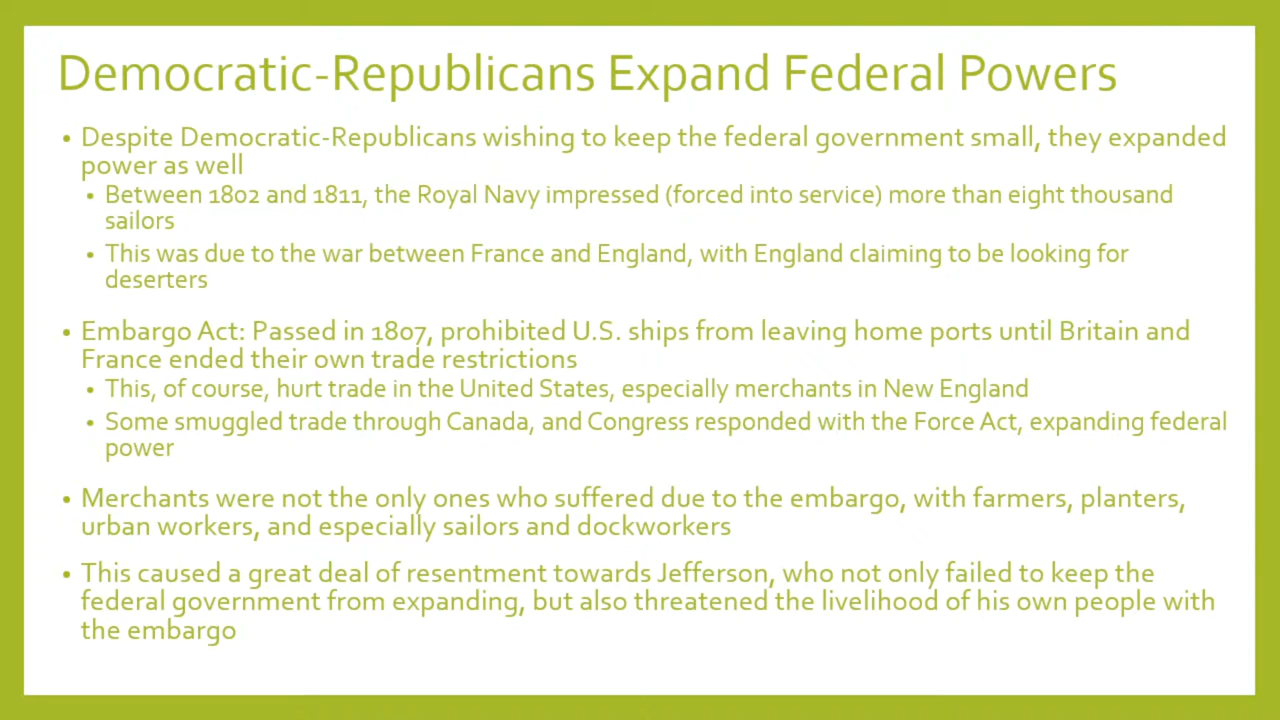 Democratic-Republicans Expand Federal Powers
• Despite Democratic-Republicans wishing to keep the federal government small, they expanded
power as well
• Between 1802 and 1811, the Royal Navy impressed (forced into service) more than eight thousand
sailors
• This was due to the war between France and England, with England claiming to be looking for
deserters
• Embargo Act: Passed in 1807, prohibited U.S. ships from leaving home ports until Britain and
France ended their own trade restrictions
• This, of course, hurt trade in the United States, especially merchants in New England
• Some smuggled trade through Canada, and Congress responded with the Force Act, expanding federal
power
• Merchants were not the only ones who suffered due to the embargo, with farmers, planters,
urban workers, and especially sailors and dockworkers
• This caused a great deal of resentment towards Jefferson, who not only failed to keep the
federal government from expanding, but also threatened the livelihood of his own people with
the embargo